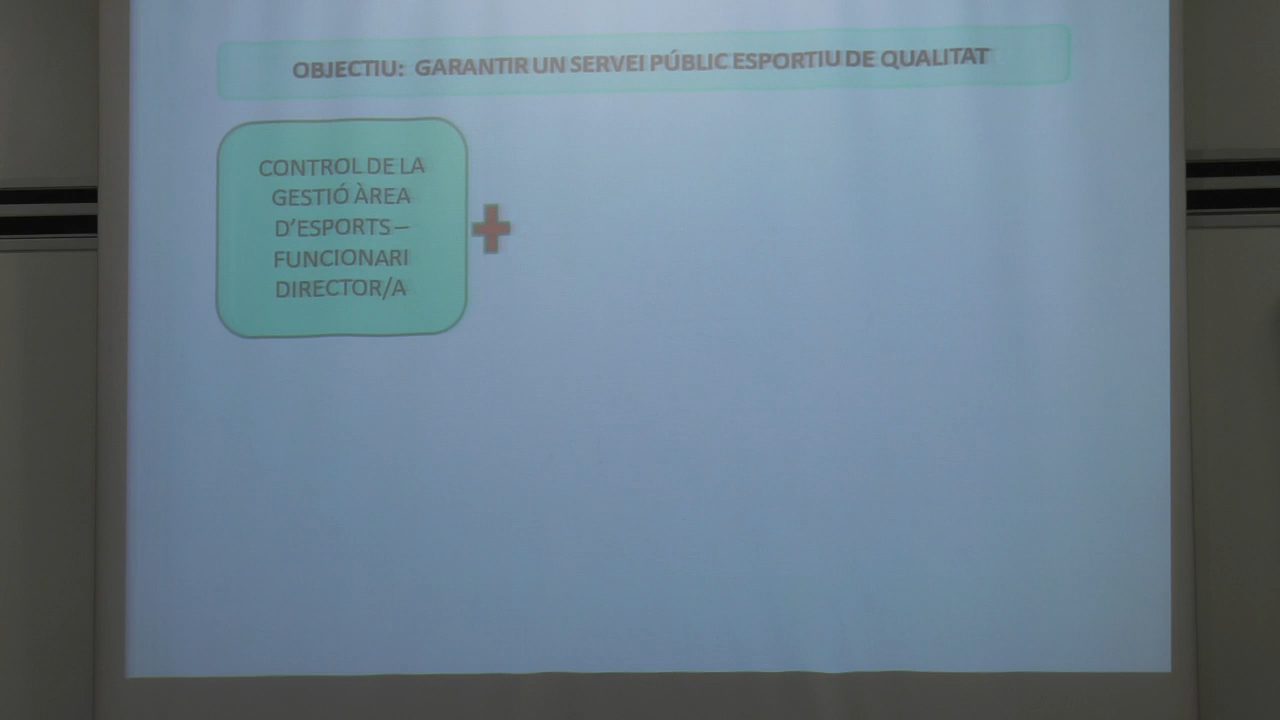 OBJECTIU: GARANTIR UN SERVEI PÚBLIC ESPORTIU DE QUALITAT
CONTROL DE LA
GESTIÓ ÀREA
D'ESPORTS –
FUNCIONARI
DIRECTOR/A